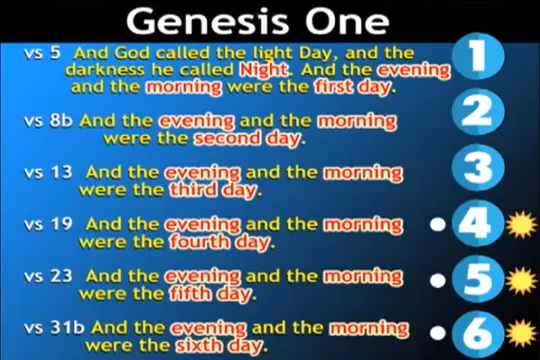 Genesis One
vs 5 And God called the light Day, and the
darkness he called Night. And the evening
and the morning were the first day.
1
vs 8b And the evening and the morning
were the second day.
2
vs 13 And the evening and the morning
were the third day.
3
vs 19 And the evening and the morning
were the fourth day.
4
vs 23 And the evening and the morning
were the fifth day.
5
vs 31b And the evening and the morning
were the sixth day.
6